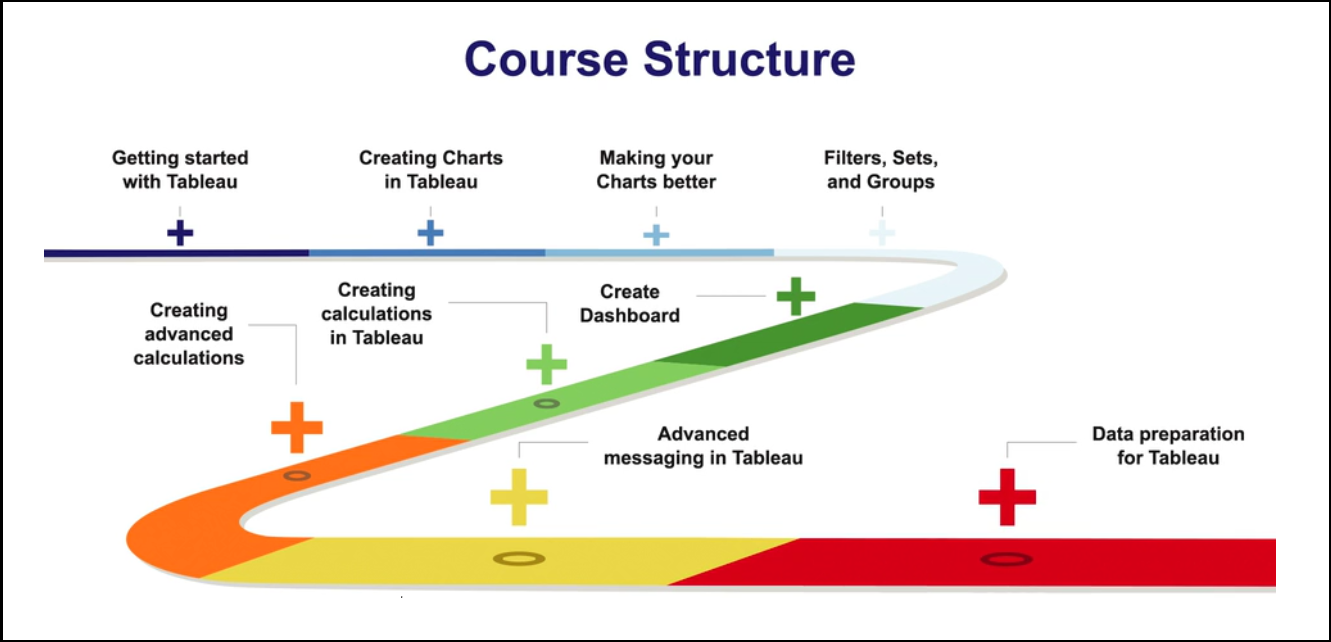 Course Structure
Getting started
with Tableau
Creating Charts
in Tableau
Making your
Charts better
Filters, Sets,
and Groups
Create
Dashboard
Creating
calculations
in Tableau
Creating
advanced
calculations
Advanced
messaging in Tableau
Data preparation
for Tableau